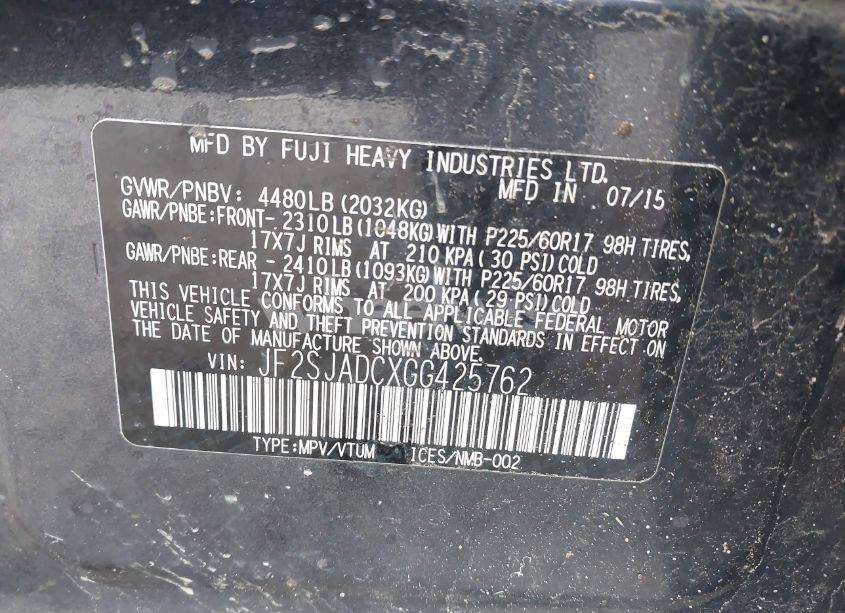 MFD BY FUJI HEAVY INDUSTRIES LTD.
MFD IN 07/15
GVWR/PNBV: 4480LB (2032KG)
GAWR/PNBE:FRONT- 2310LB (1048KG) WITH P225/60R17 98H TIRES,
17X7J RIMS AT 210 KPA ( 30 PSI) COLD
GAWR/PNBE:REAR - 2410LB (1093KG) WITH P225/60R17 98H TIRES,
17X7J RIMS AT 200 KPA ( 29 PSI) COLD
THIS VEHICLE CONFORMS TO ALL APPLICABLE FEDERAL MOTOR
VEHICLE SAFETY AND THEFT PREVENTION STANDARDS IN EFFECT ON
THE DATE OF MANUFACTURE SHOWN ABOVE.
VIN: JF2SJADCXGG425762
TYPE:MPV/VTUM ICES/NMB-002